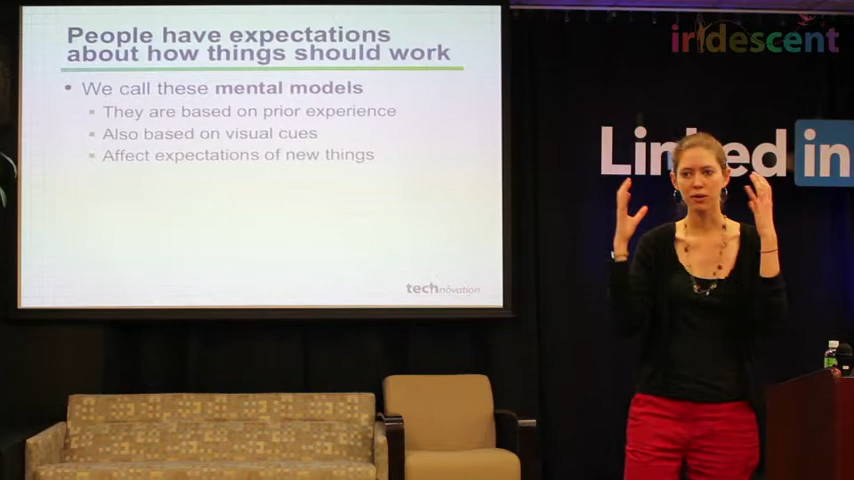 People have expectations
about how things should work
• We call these mental models
▪ They are based on prior experience
▪ Also based on visual cues
▪ Affect expectations of new things
technovation
iridescent
Linked in